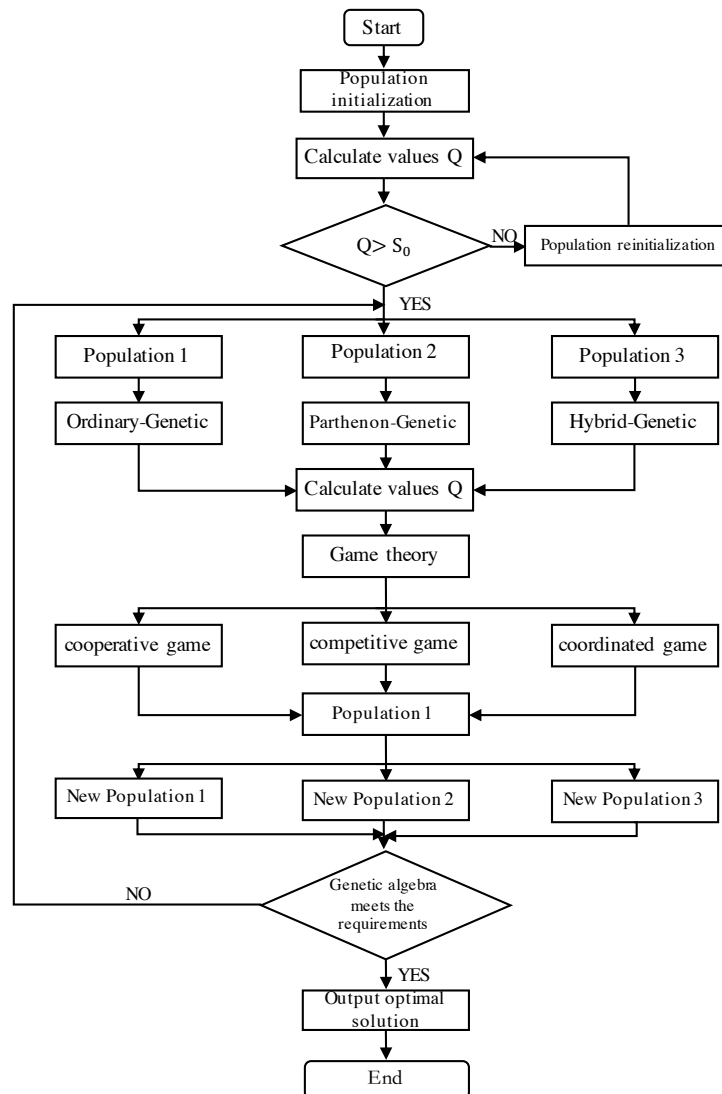 Start
Population
initialization
Calculate values Q
Q> S₀
NO
Population reinitialization
YES
Population 1
Population 2
Population 3
Ordinary-Genetic
Parthenon-Genetic
Hybrid-Genetic
Calculate values Q
Game theory
cooperative game
competitive game
coordinated game
Population 1
New Population 1
New Population 2
New Population 3
NO
Genetic algebra
meets the
requirements
YES
Output optimal
solution
End